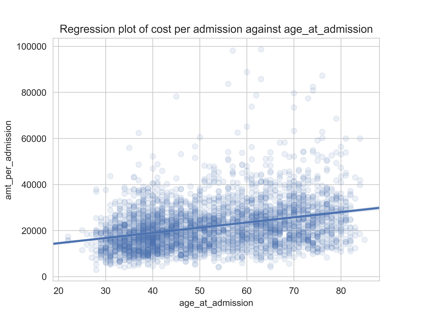 Regression plot of cost per admission against age_at_admission
100000
80000
60000
40000
20000
0
amt_per_admission
20 30 40 50 60 70 80
age_at_admission